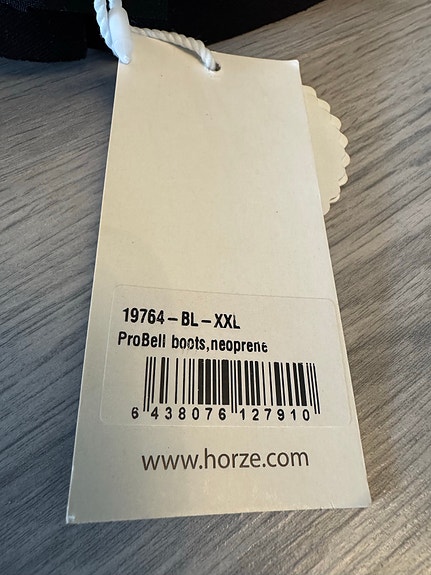 19764-BL-XXL
ProBell boots,neoprene
6 438076 127910
www.horze.com